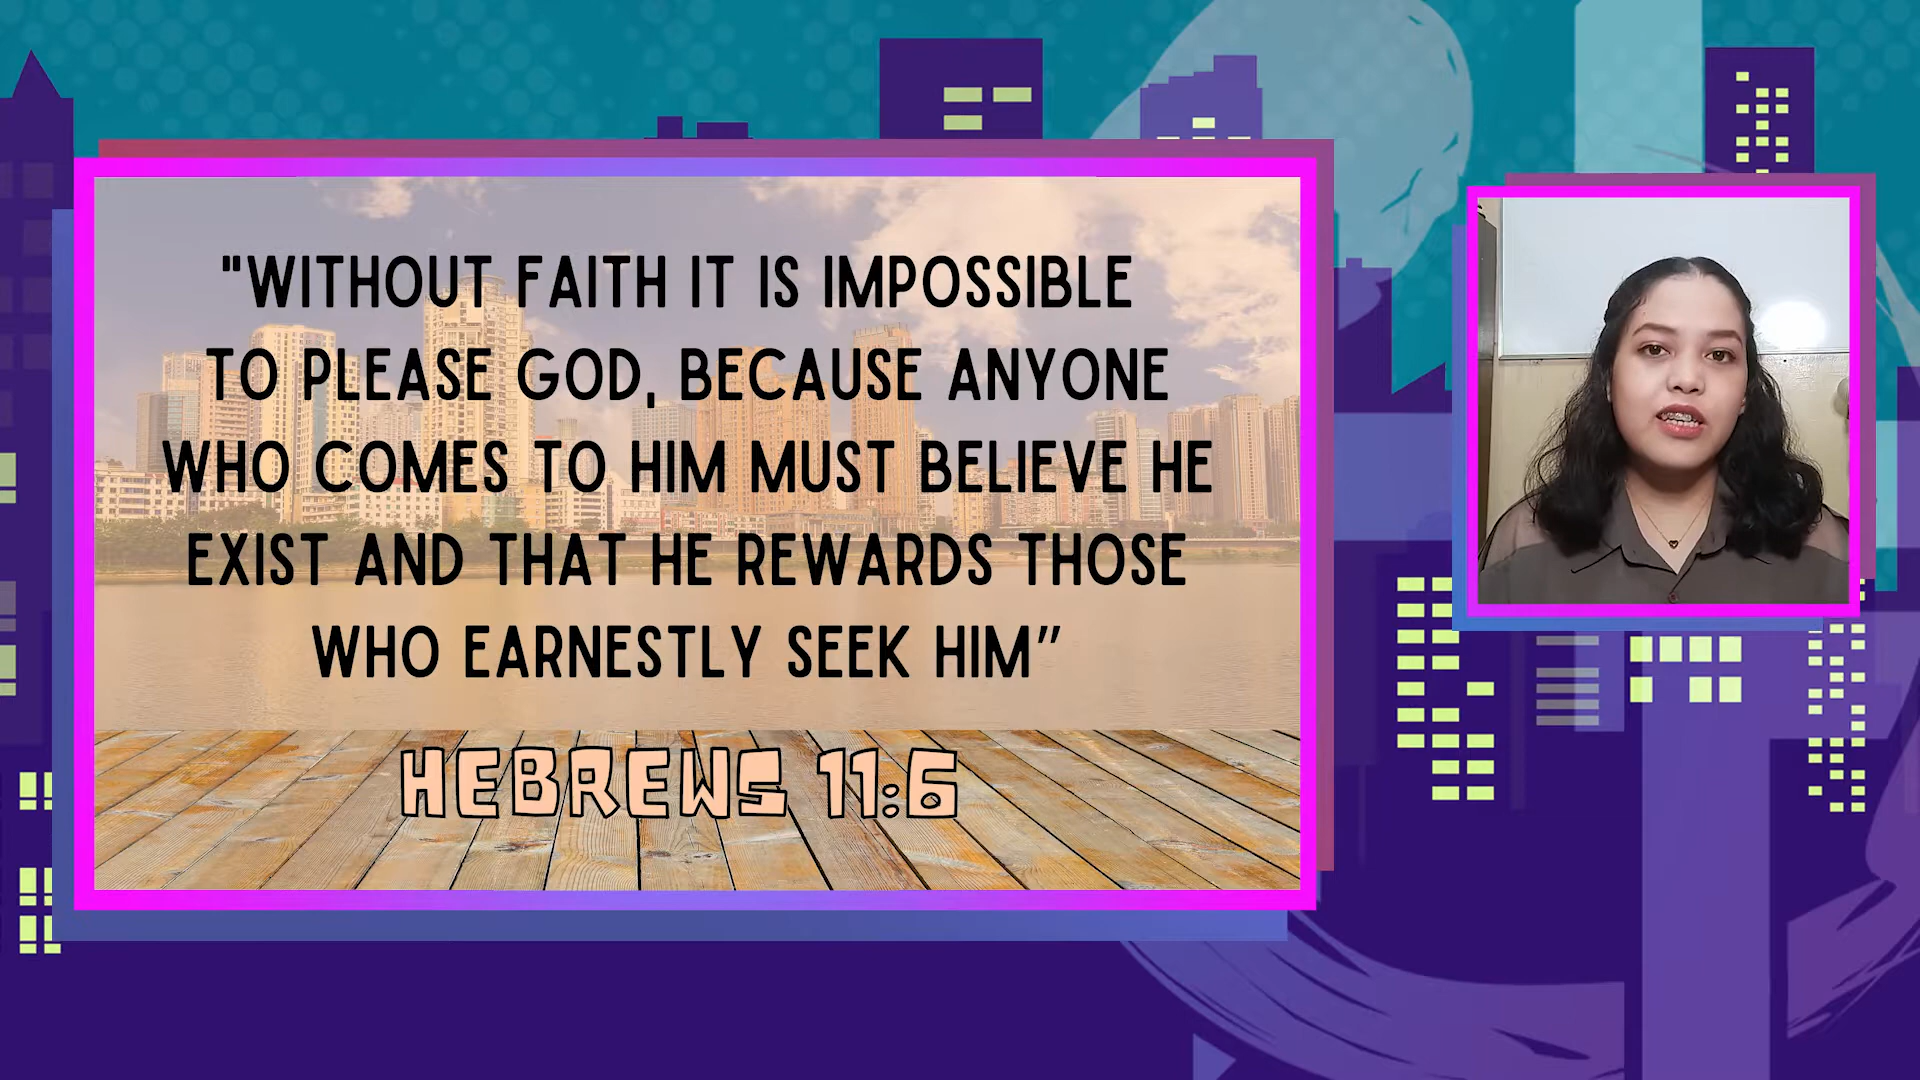 "WITHOUT FAITH IT IS IMPOSSIBLE
TO PLEASE GOD, BECAUSE ANYONE
WHO COMES TO HIM MUST BELIEVE HE
EXIST AND THAT HE REWARDS THOSE
WHO EARNESTLY SEEK HIM”
HEBREWS 11:6